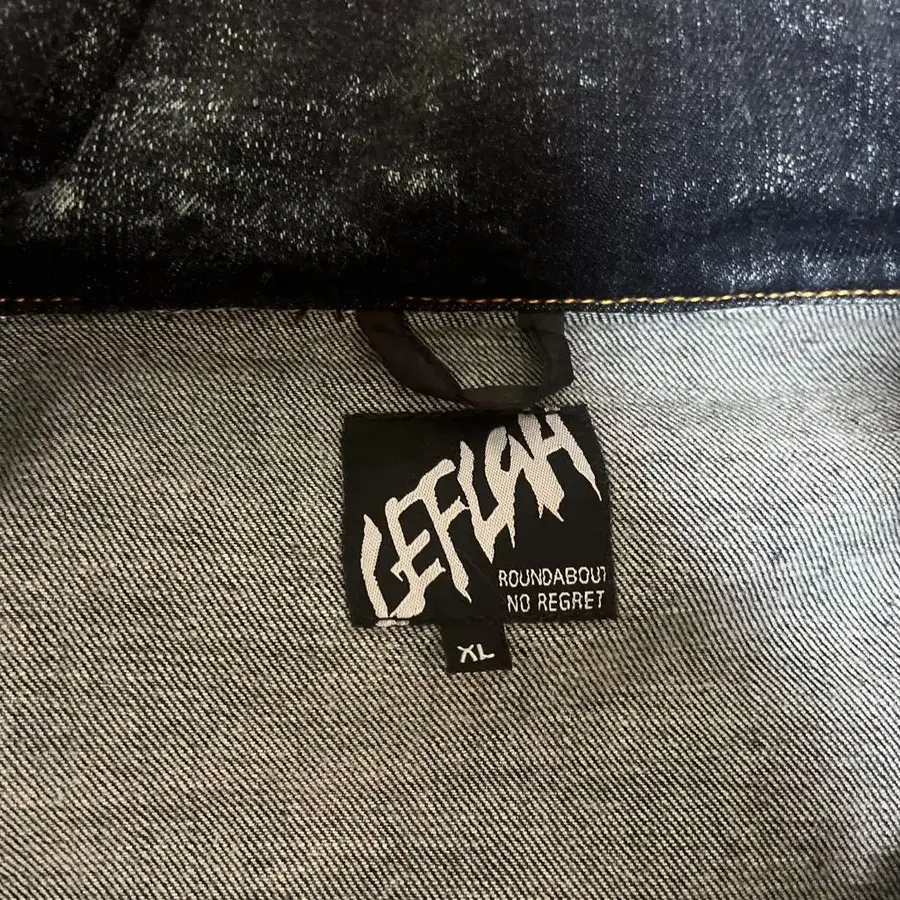 LEFLAH
ROUNDABOUT
NO REGRET
XL